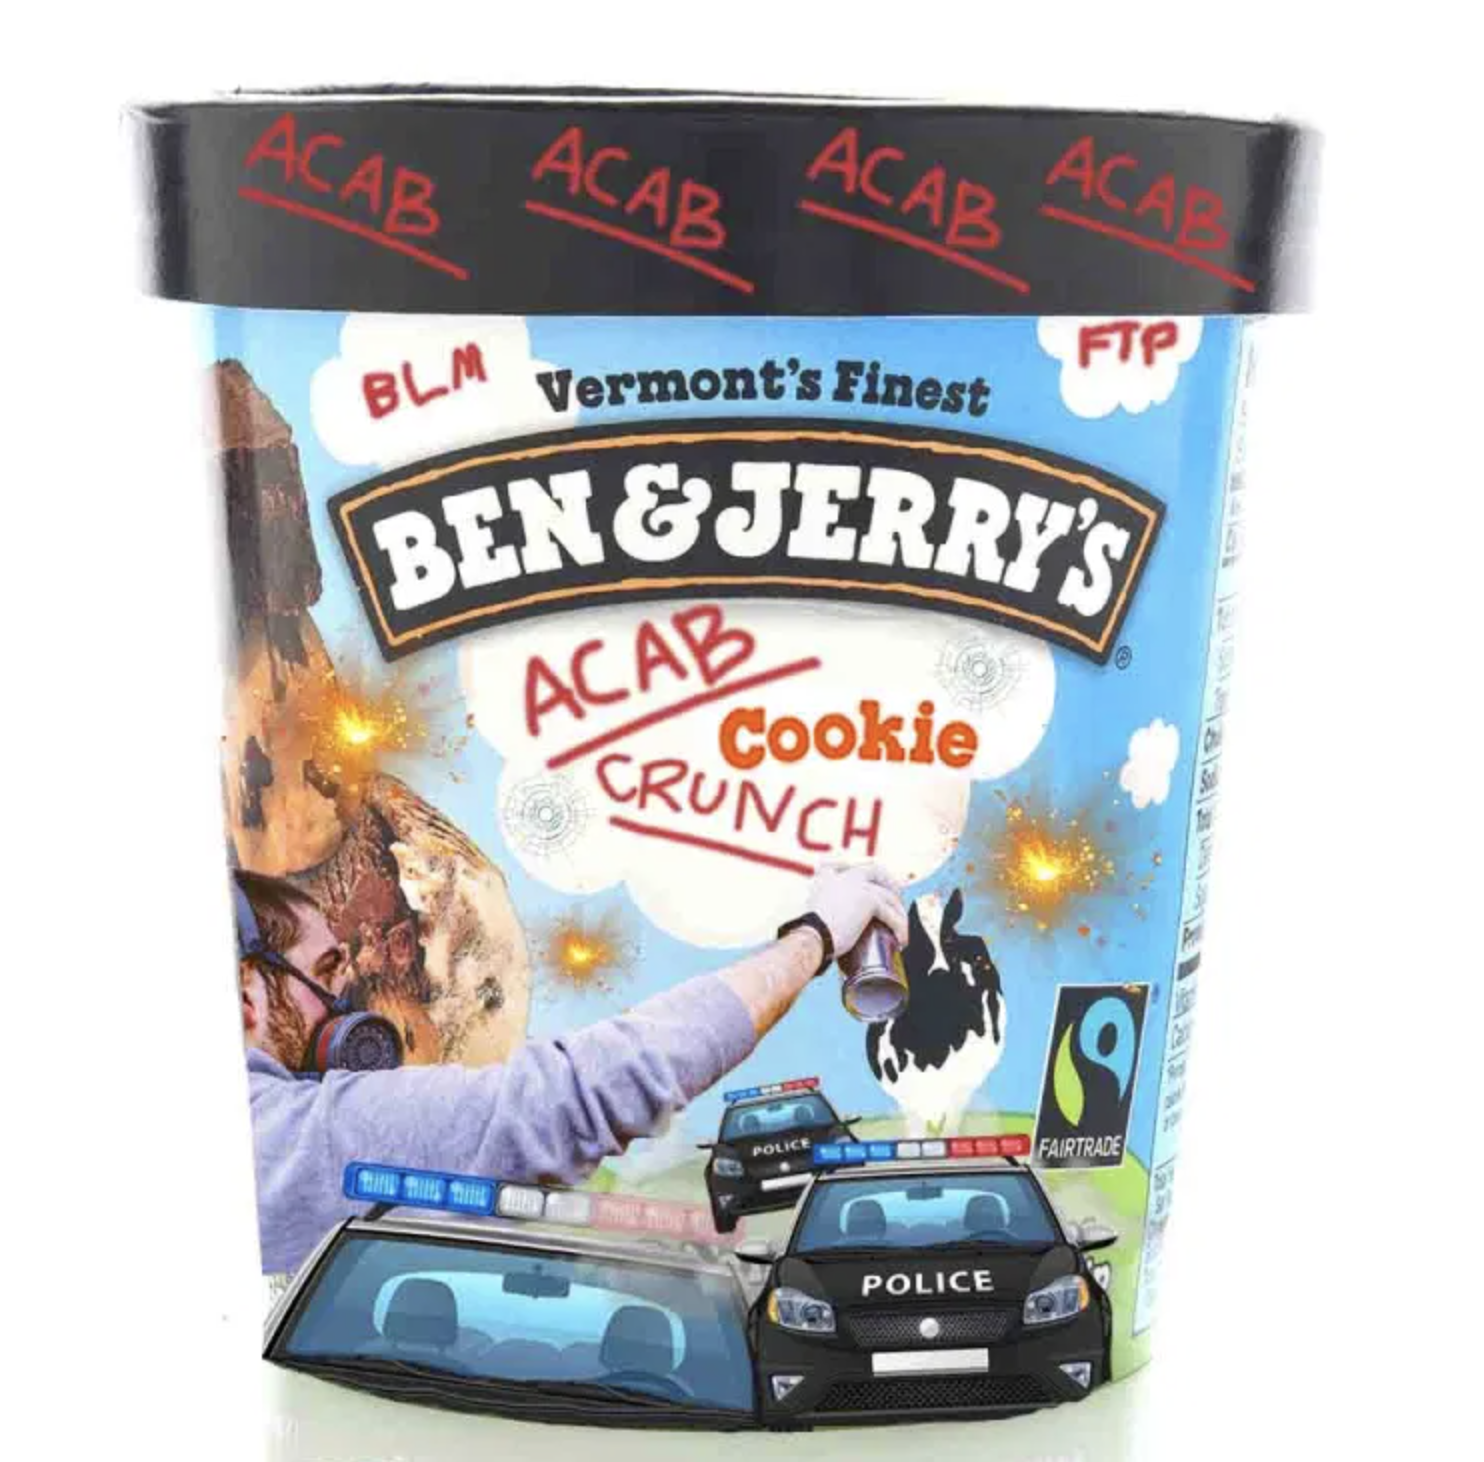 ACAB ACAB ACAB ACAB
BLM
FTP
Vermont's Finest
BEN & JERRY'S
®
ACAB
Cookie
CRUNCH
FAIRTRADE
POLICE
POLICE